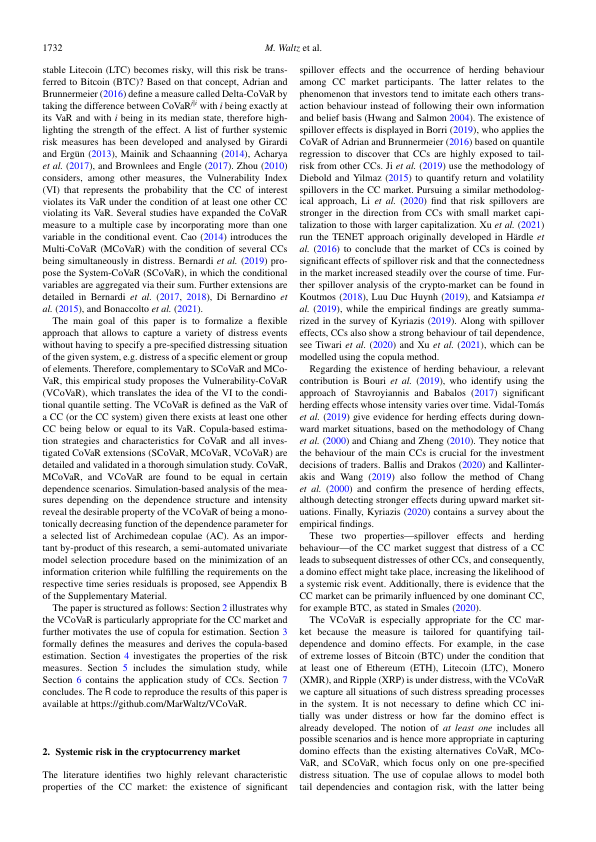 1732
M. Waltz et al.
stable Litecoin (LTC) becomes risky, will this risk be trans-
ferred to Bitcoin (BTC)? Based on that concept, Adrian and
Brunnermeier (2016) define a measure called Delta-CoVaR by
taking the difference between CoVaR^{i|j} with i being exactly at
its VaR and with i being in its median state, therefore high-
lighting the strength of the effect. A list of further systemic
risk measures has been developed and analysed by Girardi
and Ergün (2013), Mainik and Schaanning (2014), Acharya
et al. (2017), and Brownlees and Engle (2017). Zhou (2010)
considers, among other measures, the Vulnerability Index
(VI) that represents the probability that the CC of interest
violates its VaR under the condition of at least one other CC
violating its VaR. Several studies have expanded the CoVaR
measure to a multiple case by incorporating more than one
variable in the conditional event. Cao (2014) introduces the
Multi-CoVaR (MCoVaR) with the condition of several CCs
being simultaneously in distress. Bernardi et al. (2019) pro-
pose the System-CoVaR (SCoVaR), in which the conditional
variables are aggregated via their sum. Further extensions are
detailed in Bernardi et al. (2017, 2018), Di Bernardino et
al. (2015), and Bonaccolto et al. (2021).
The main goal of this paper is to formalize a flexible
approach that allows to capture a variety of distress events
without having to specify a pre-specified distressing situation
of the given system, e.g. distress of a specific element or group
of elements. Therefore, complementary to SCoVaR and MCo-
VaR, this empirical study proposes the Vulnerability-CoVaR
(VCoVaR), which translates the idea of the VI to the condi-
tional quantile setting. The VCoVaR is defined as the VaR of
a CC (or the CC system) given there exists at least one other
CC being below or equal to its VaR. Copula-based estima-
tion strategies and characteristics for CoVaR and all inves-
tigated CoVaR extensions (SCoVaR, MCoVaR, VCoVaR) are
detailed and validated in a thorough simulation study. CoVaR,
MCoVaR, and VCoVaR are found to be equal in certain
dependence scenarios. Simulation-based analysis of the mea-
sures depending on the dependence structure and intensity
reveal the desirable property of the VCoVaR of being a mono-
tonically decreasing function of the dependence parameter for
a selected list of Archimedean copulae (AC). As an impor-
tant by-product of this research, a semi-automated univariate
model selection procedure based on the minimization of an
information criterion while fulfilling the requirements on the
respective time series residuals is proposed, see Appendix B
of the Supplementary Material.
The paper is structured as follows: Section 2 illustrates why
the VCoVaR is particularly appropriate for the CC market and
further motivates the use of copula for estimation. Section 3
formally defines the measures and derives the copula-based
estimation. Section 4 investigates the properties of the risk
measures. Section 5 includes the simulation study, while
Section 6 contains the application study of CCs. Section 7
concludes. The R code to reproduce the results of this paper is
available at https://github.com/MarWaltz/VCoVaR.
2. Systemic risk in the cryptocurrency market
The literature identifies two highly relevant characteristic
properties of the CC market: the existence of significant
spillover effects and the occurrence of herding behaviour
among CC market participants. The latter relates to the
phenomenon that investors tend to imitate each others trans-
action behaviour instead of following their own information
and belief basis (Hwang and Salmon 2004). The existence of
spillover effects is displayed in Borri (2019), who applies the
CoVaR of Adrian and Brunnermeier (2016) based on quantile
regression to discover that CCs are highly exposed to tail-
risk from other CCs. Ji et al. (2019) use the methodology of
Diebold and Yilmaz (2015) to quantify return and volatility
spillovers in the CC market. Pursuing a similar methodolog-
ical approach, Li et al. (2020) find that risk spillovers are
stronger in the direction from CCs with small market capi-
talization to those with larger capitalization. Xu et al. (2021)
run the TENET approach originally developed in Härdle et
al. (2016) to conclude that the market of CCs is coined by
significant effects of spillover risk and that the connectedness
in the market increased steadily over the course of time. Fur-
ther spillover analysis of the crypto-market can be found in
Koutmos (2018), Luu Duc Huynh (2019), and Katsiampa et
al. (2019), while the empirical findings are greatly summa-
rized in the survey of Kyriazis (2019). Along with spillover
effects, CCs also show a strong behaviour of tail dependence,
see Tiwari et al. (2020) and Xu et al. (2021), which can be
modelled using the copula method.
Regarding the existence of herding behaviour, a relevant
contribution is Bouri et al. (2019), who identify using the
approach of Stavroyiannis and Babalos (2017) significant
herding effects whose intensity varies over time. Vidal-Tomás
et al. (2019) give evidence for herding effects during down-
ward market situations, based on the methodology of Chang
et al. (2000) and Chiang and Zheng (2010). They notice that
the behaviour of the main CCs is crucial for the investment
decisions of traders. Ballis and Drakos (2020) and Kallinter-
akis and Wang (2019) also follow the method of Chang
et al. (2000) and confirm the presence of herding effects,
although detecting stronger effects during upward market sit-
uations. Finally, Kyriazis (2020) contains a survey about the
empirical findings.
These two properties—spillover effects and herding
behaviour—of the CC market suggest that distress of a CC
leads to subsequent distresses of other CCs, and consequently,
a domino effect might take place, increasing the likelihood of
a systemic risk event. Additionally, there is evidence that the
CC market can be primarily influenced by one dominant CC,
for example BTC, as stated in Smales (2020).
The VCoVaR is especially appropriate for the CC mar-
ket because the measure is tailored for quantifying tail-
dependence and domino effects. For example, in the case
of extreme losses of Bitcoin (BTC) under the condition that
at least one of Ethereum (ETH), Litecoin (LTC), Monero
(XMR), and Ripple (XRP) is under distress, with the VCoVaR
we capture all situations of such distress spreading processes
in the system. It is not necessary to define which CC ini-
tially was under distress or how far the domino effect is
already developed. The notion of at least one includes all
possible scenarios and is hence more appropriate in capturing
domino effects than the existing alternatives CoVaR, MCo-
VaR, and SCoVaR, which focus only on one pre-specified
distress situation. The use of copulae allows to model both
tail dependencies and contagion risk, with the latter being